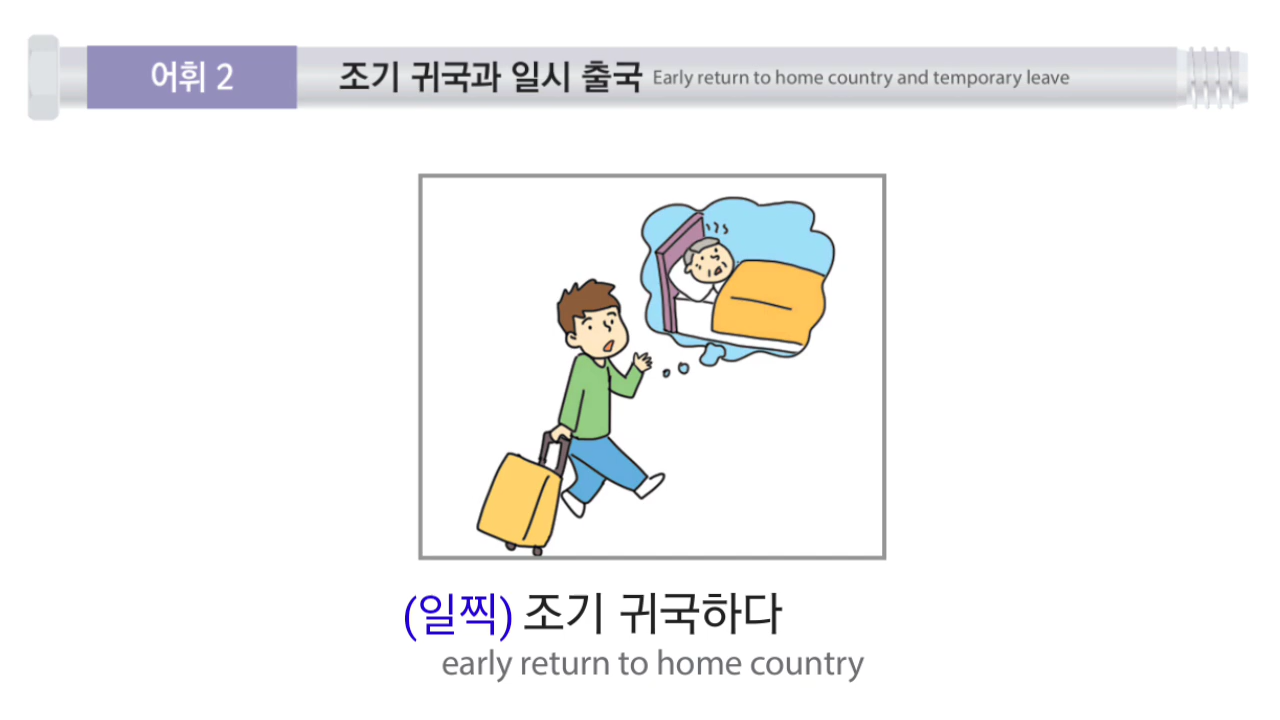 어휘 2
조기 귀국과 일시 출국 Early return to home country and temporary leave
(일찍) 조기 귀국하다
early return to home country